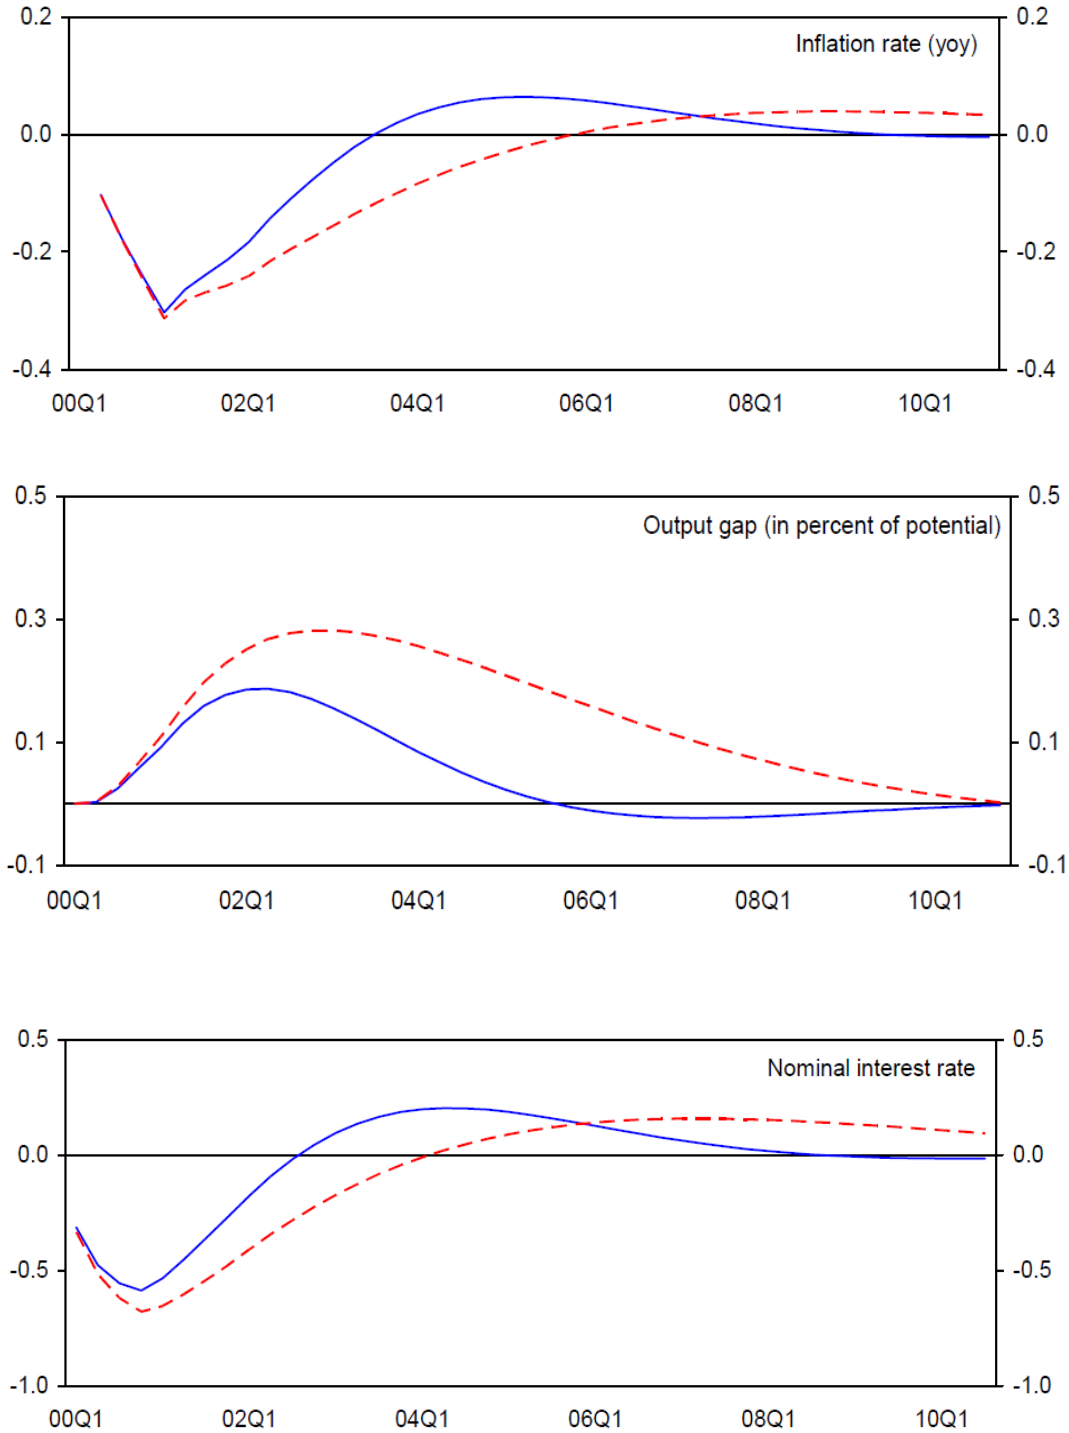 0.2 0.2
Inflation rate (yoy)
0.0 0.0
-0.2 -0.2
-0.4 -0.4
00Q1 02Q1 04Q1 06Q1 08Q1 10Q1
0.5 0.5
Output gap (in percent of potential)
0.3 0.3
0.1 0.1
-0.1 -0.1
00Q1 02Q1 04Q1 06Q1 08Q1 10Q1
0.5 0.5
Nominal interest rate
0.0 0.0
-0.5 -0.5
-1.0 -1.0
00Q1 02Q1 04Q1 06Q1 08Q1 10Q1